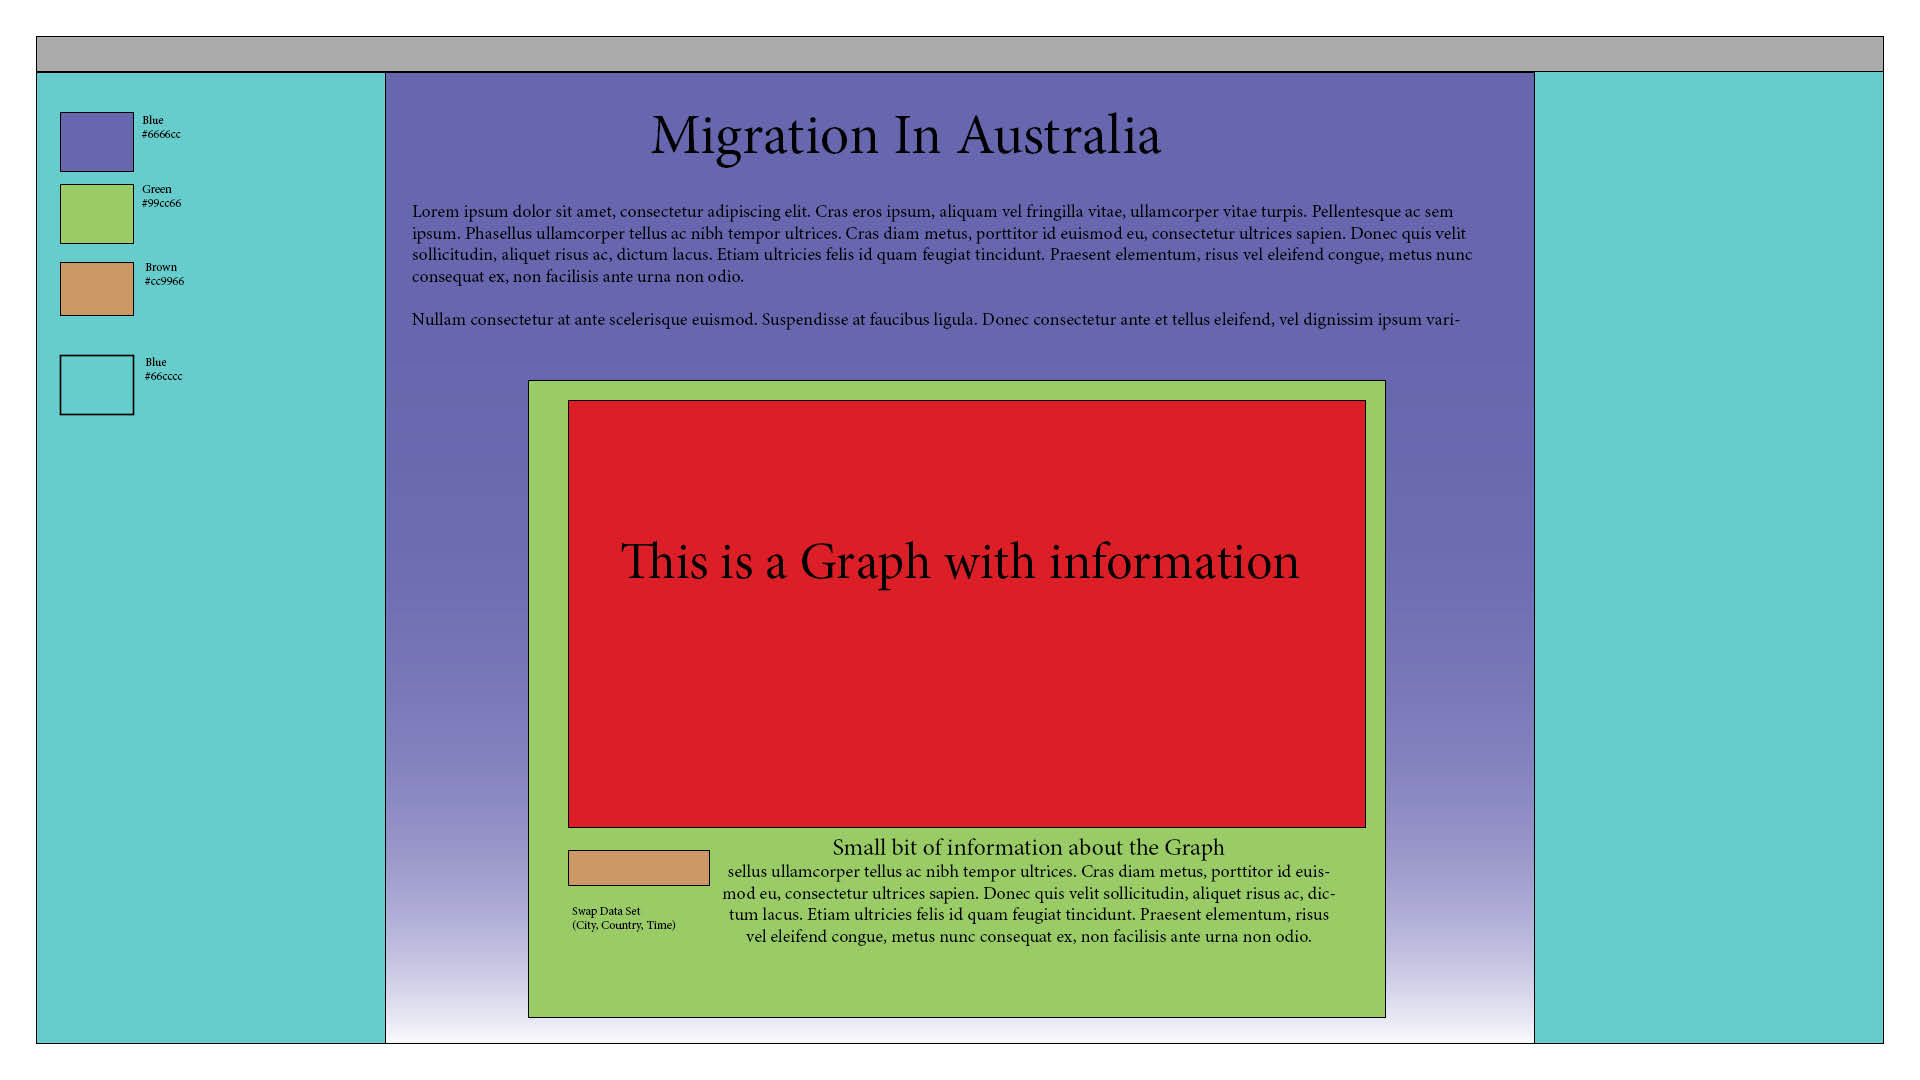 Blue
#6666cc
Green
#99cc66
Brown
#cc9966
Blue
#66cccc
Migration In Australia
Lorem ipsum dolor sit amet, consectetur adipiscing elit. Cras eros ipsum, aliquam vel fringilla vitae, ullamcorper vitae turpis. Pellentesque ac sem
ipsum. Phasellus ullamcorper tellus ac nibh tempor ultrices. Cras diam metus, porttitor id euismod eu, consectetur ultrices sapien. Donec quis velit
sollicitudin, aliquet risus ac, dictum lacus. Etiam ultricies felis id quam feugiat tincidunt. Praesent elementum, risus vel eleifend congue, metus nunc
consequat ex, non facilisis ante urna non odio.
Nullam consectetur at ante scelerisque euismod. Suspendisse at faucibus ligula. Donec consectetur ante et tellus eleifend, vel dignissim ipsum vari-
This is a Graph with information
Small bit of information about the Graph
sellus ullamcorper tellus ac nibh tempor ultrices. Cras diam metus, porttitor id euis-
mod eu, consectetur ultrices sapien. Donec quis velit sollicitudin, aliquet risus ac, dic-
tum lacus. Etiam ultricies felis id quam feugiat tincidunt. Praesent elementum, risus
vel eleifend congue, metus nunc consequat ex, non facilisis ante urna non odio.
Swap Data Set
(City, Country, Time)